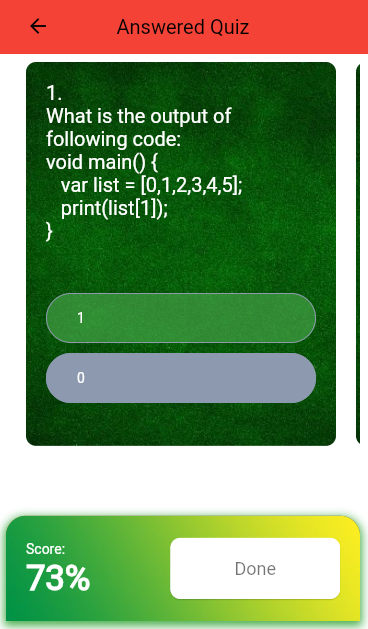 Answered Quiz
1.
What is the output of
following code:
void main() {
   var list = [0,1,2,3,4,5];
   print(list[1]);
}
1
0
Score:
73%
Done